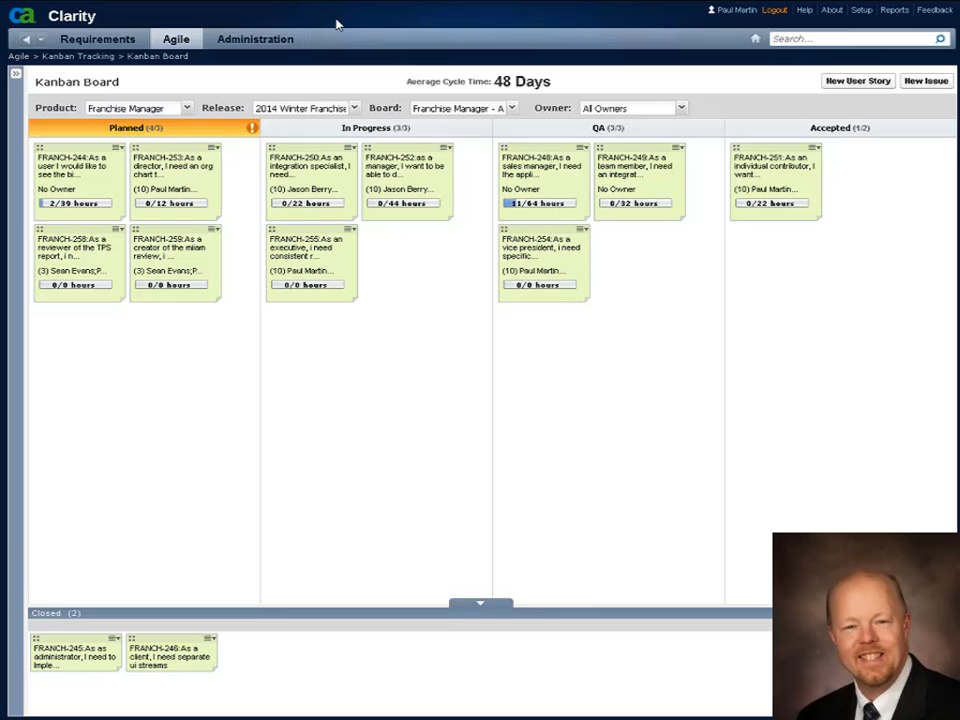 ca Clarity
Paul Martin Logout Help About Setup Reports Feedback
Requirements Agile Administration
Search...
Agile > Kanban Tracking > Kanban Board
Kanban Board
Average Cycle Time: 48 Days
New User Story New Issue
Product: Franchise Manager Release: 2014 Winter Franchise Board: Franchise Manager - A Owner: All Owners
Planned (4/3) In Progress (3/3) QA (3/3) Accepted (1/2)
FRANCH-244:As a
user I would like to
see the bi...
No Owner
2/39 hours
FRANCH-253:As a
director, I need an org
chart t...
(10) Paul Martin...
0/12 hours
FRANCH-250:As an
integration specialist, I
need...
(10) Jason Berry...
0/22 hours
FRANCH-252:as a
manager, I want to be
able to d...
(10) Jason Berry...
0/44 hours
FRANCH-248:As a
sales manager, I need
the appli...
No Owner
11/64 hours
FRANCH-249:As a
team member, I need
an integrat...
No Owner
0/32 hours
FRANCH-251:As an
individual contributor, I
want...
(10) Paul Martin...
0/22 hours
FRANCH-258:As a
reviewer of the TPS
report, i n...
(3) Sean Evans;P...
0/0 hours
FRANCH-259:As a
creator of the milam
review, i ...
(3) Sean Evans;P...
0/0 hours
FRANCH-255:As an
executive, i need
consistent r...
(10) Paul Martin...
0/0 hours
FRANCH-254:As a
vice president, i need
specific...
(10) Paul Martin...
0/0 hours
Closed (2)
FRANCH-245:As as
administrator, I need to
Imple...
FRANCH-246:As a
client, I need separate
ui streams